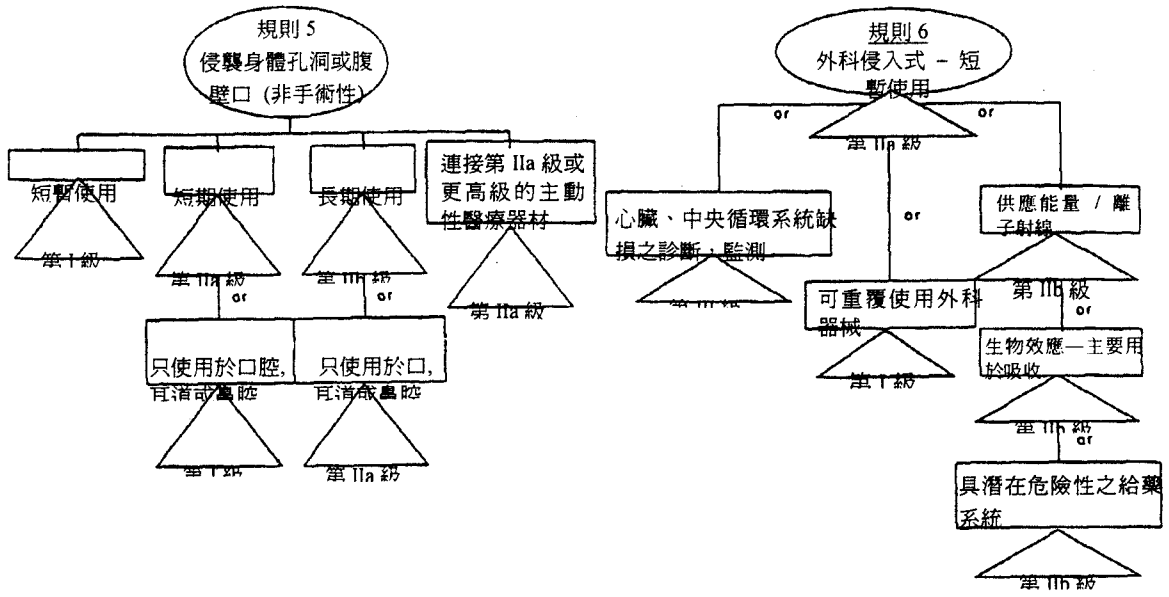 規則 5
侵襲身體孔洞或腹
壁口 (非手術性)
短暫使用
第 I 級
短期使用
第 IIa 級
or
只使用於口腔,
耳道或鼻腔
第 I 級
長期使用
第 IIb 級
or
只使用於口,
耳道或鼻腔
第 IIa 級
連接第 IIa 級或
更高級的主動
性醫療器材
第 IIa 級
規則 6
外科侵入式 – 短
暫使用
第 IIa 級
or
心臟、中央循環系統缺
損之診斷,監測
or
可重覆使用外科
器械
第 I 級
or
供應能量 / 離
子射線
第 IIb 級
or
生物效應—主要用
於吸收
第 IIb 級
or
具潛在危險性之給藥
系統
第 IIb 級